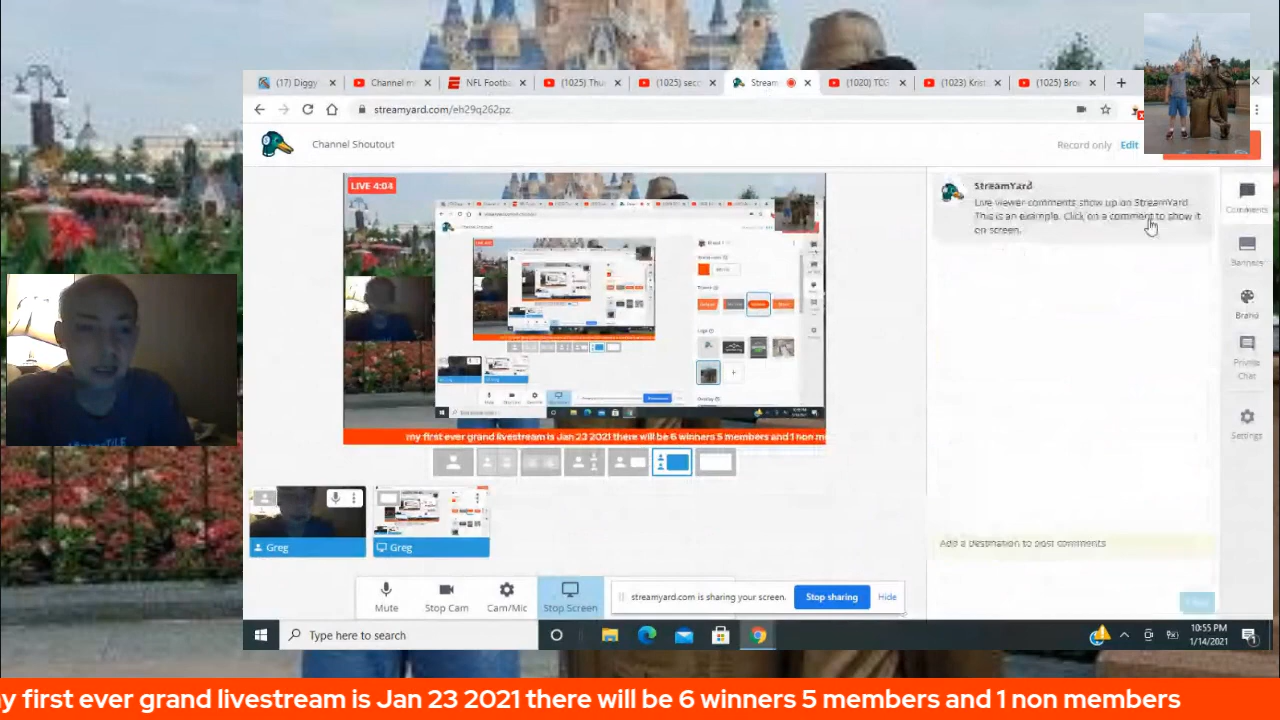 (17) Diggy
Channel m
NFL Footba
(1025) Thu
(1025) sec
Stream
(1020) TCG
(1023) Krist
(1025) Bro
streamyard.com/eh29q262pz
Channel Shoutout
Record only
Edit
LIVE 4:04
StreamYard
Live viewer comments show up on StreamYard.
This is an example. Click on a comment to show it
on screen.
Comments
Banners
Brand
Private
Chat
Settings
my first ever grand livestream is Jan 23 2021 there will be 6 winners 5 members and 1 non m
Greg
Greg
Add a destination to post comments
Mute
Stop Cam
Cam/Mic
Stop Screen
streamyard.com is sharing your screen.
Stop sharing
Hide
Type here to search
10:55 PM
1/14/2021
y first ever grand livestream is Jan 23 2021 there will be 6 winners 5 members and 1 non members